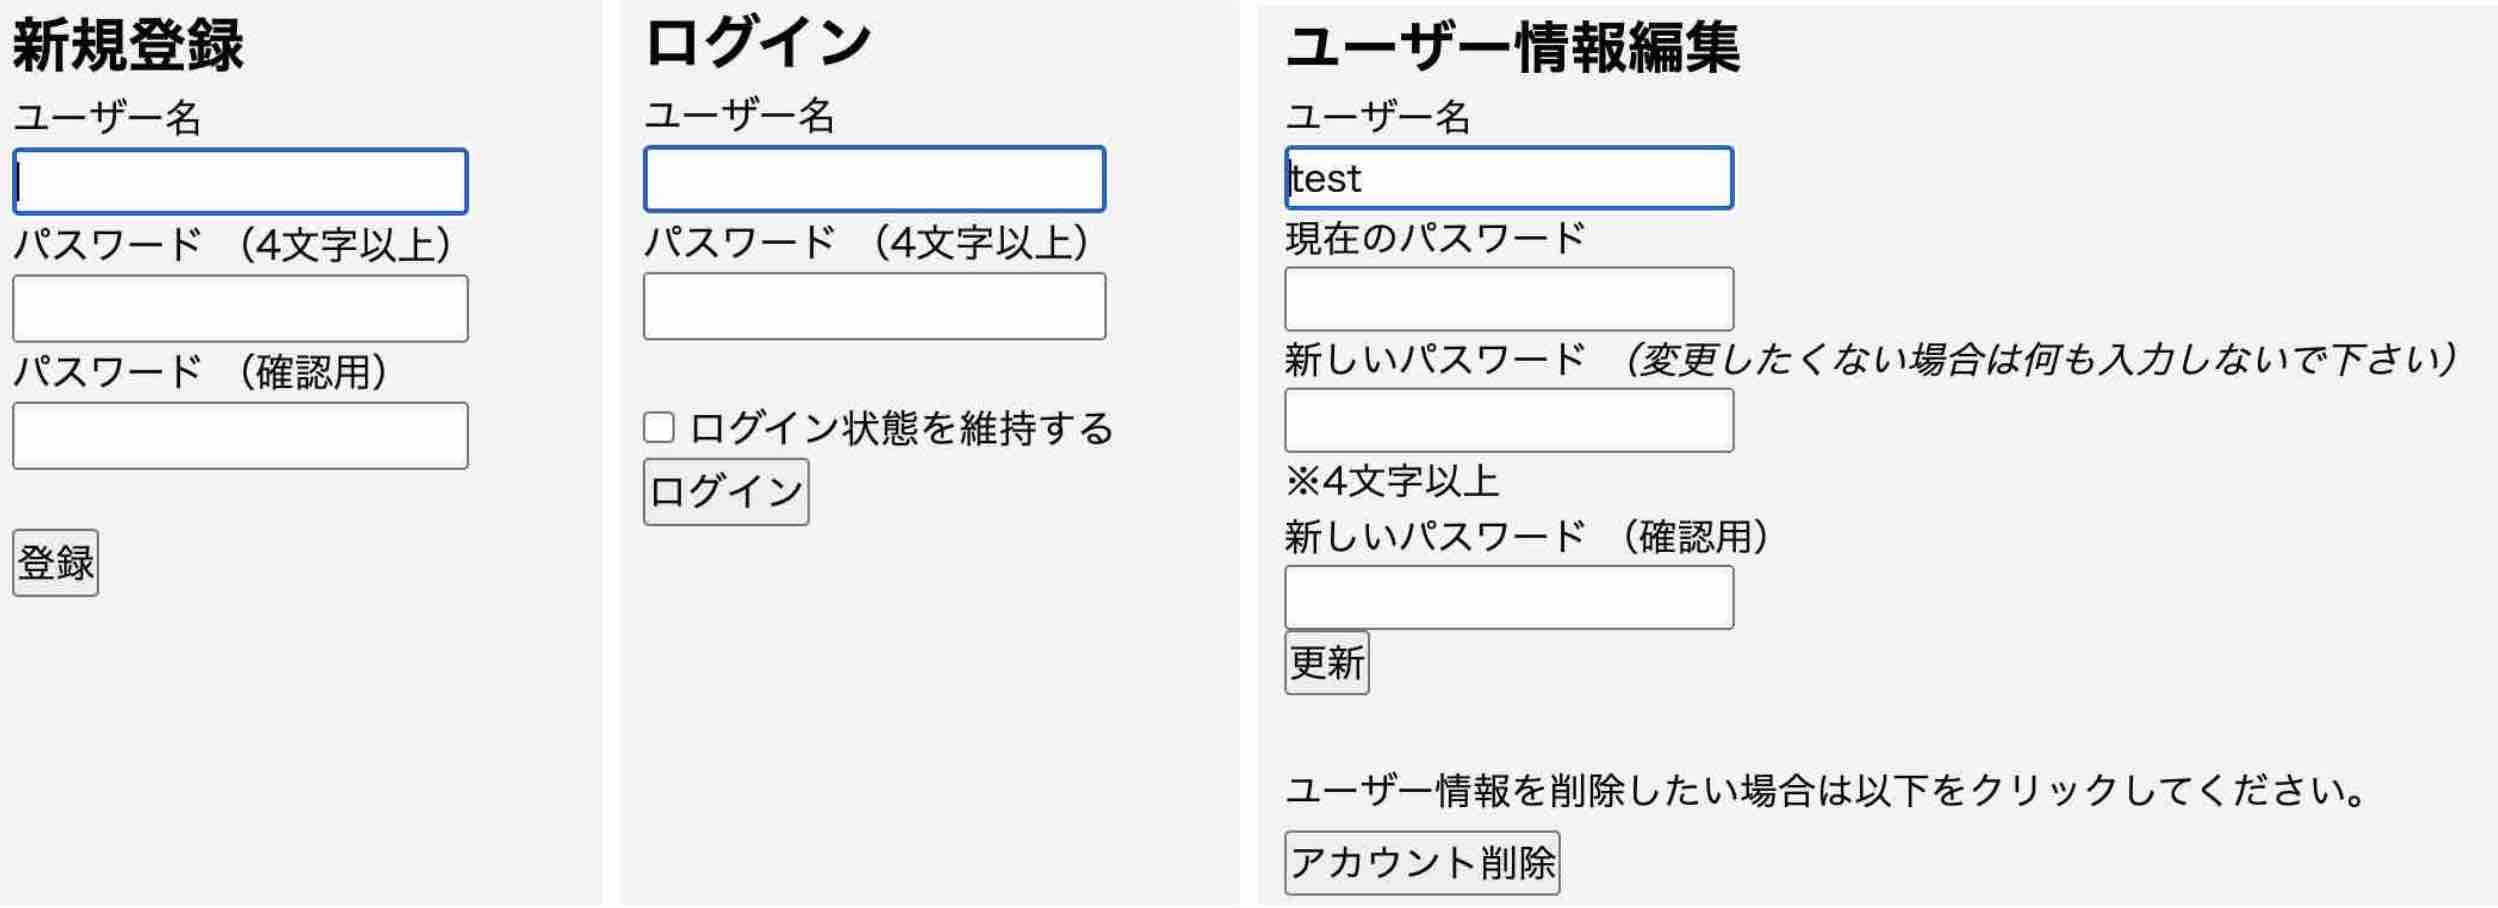 新規登録
ユーザー名
パスワード （4文字以上）
パスワード （確認用）
登録
ログイン
ユーザー名
パスワード （4文字以上）
ログイン状態を維持する
ログイン
ユーザー情報編集
ユーザー名
test
現在のパスワード
新しいパスワード （変更したくない場合は何も入力しないで下さい）
※4文字以上
新しいパスワード （確認用）
更新
ユーザー情報を削除したい場合は以下をクリックしてください。
アカウント削除